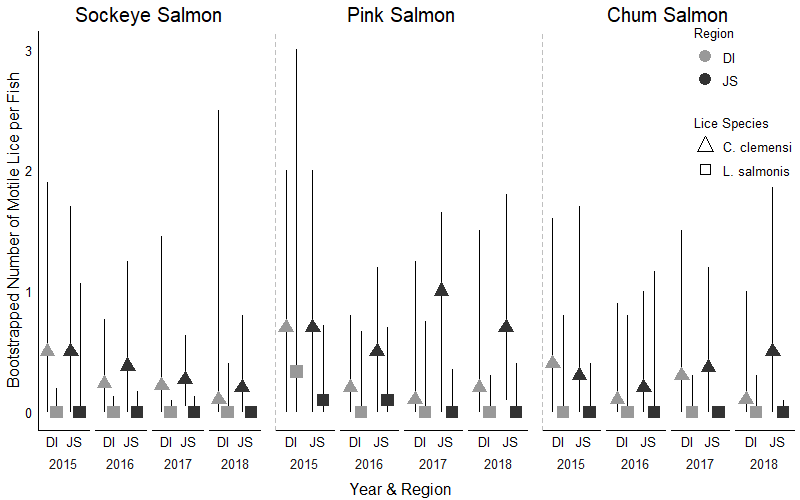 Sockeye Salmon Pink Salmon Chum Salmon
Region
DI
JS
Lice Species
C. clemensi
L. salmonis
Bootstrapped Number of Motile Lice per Fish
3
2
1
0
DI JS DI JS DI JS DI JS DI JS DI JS DI JS DI JS DI JS DI JS DI JS DI JS
2015 2016 2017 2018 2015 2016 2017 2018 2015 2016 2017 2018
Year & Region